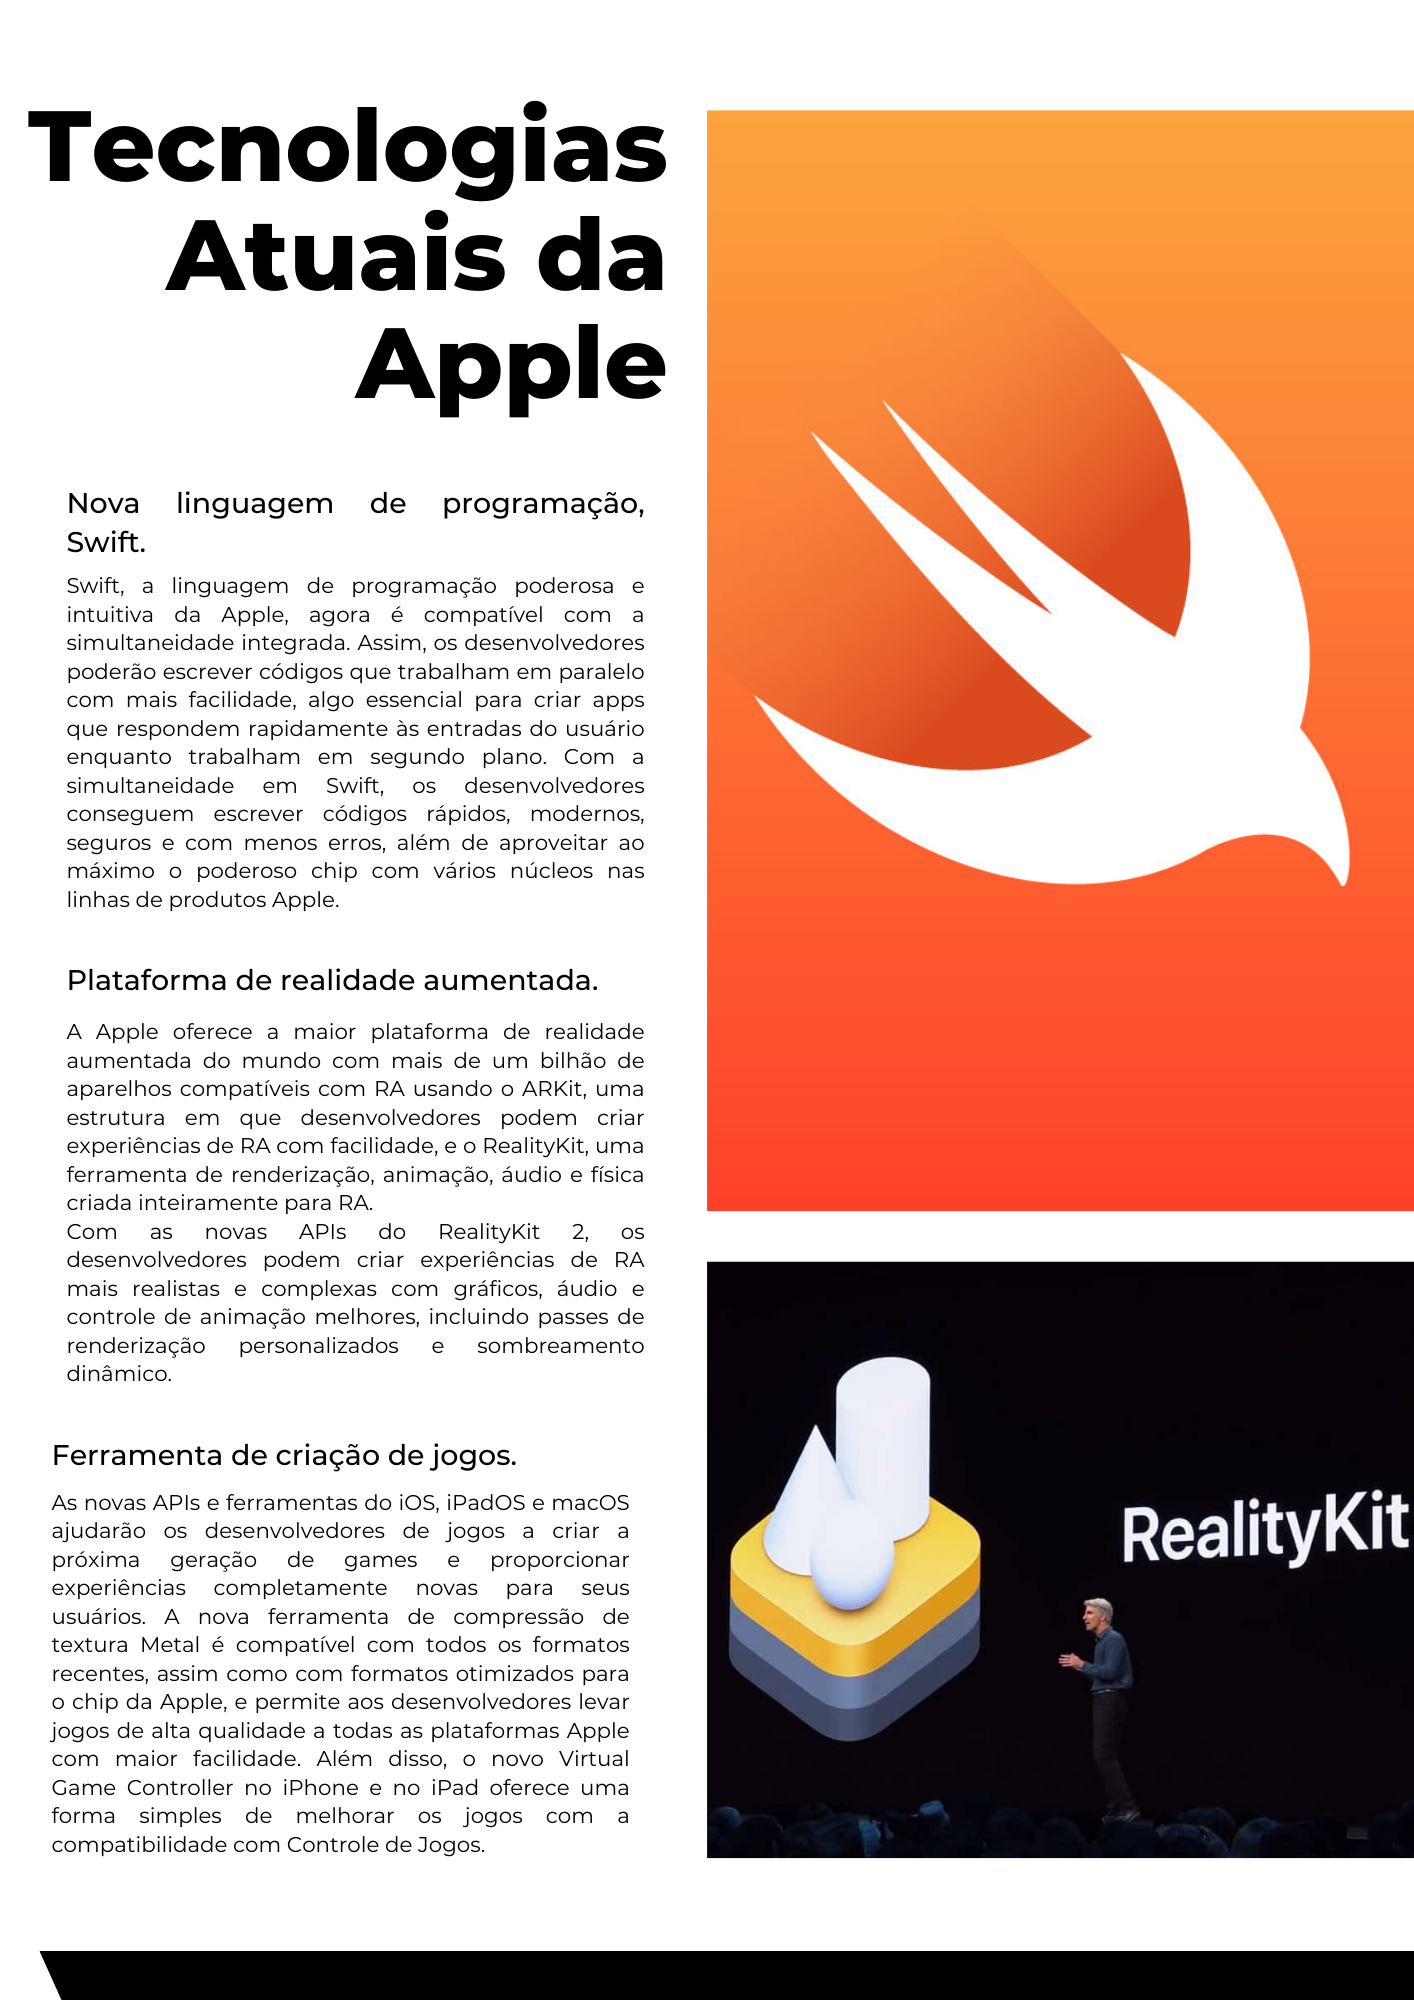 Tecnologias
Atuais da
Apple
Nova linguagem de programação,
Swift.
Swift, a linguagem de programação poderosa e
intuitiva da Apple, agora é compatível com a
simultaneidade integrada. Assim, os desenvolvedores
poderão escrever códigos que trabalham em paralelo
com mais facilidade, algo essencial para criar apps
que respondem rapidamente às entradas do usuário
enquanto trabalham em segundo plano. Com a
simultaneidade em Swift, os desenvolvedores
conseguem escrever códigos rápidos, modernos,
seguros e com menos erros, além de aproveitar ao
máximo o poderoso chip com vários núcleos nas
linhas de produtos Apple.
Plataforma de realidade aumentada.
A Apple oferece a maior plataforma de realidade
aumentada do mundo com mais de um bilhão de
aparelhos compatíveis com RA usando o ARKit, uma
estrutura em que desenvolvedores podem criar
experiências de RA com facilidade, e o RealityKit, uma
ferramenta de renderização, animação, áudio e física
criada inteiramente para RA.
Com as novas APIs do RealityKit 2, os
desenvolvedores podem criar experiências de RA
mais realistas e complexas com gráficos, áudio e
controle de animação melhores, incluindo passes de
renderização personalizados e sombreamento
dinâmico.
Ferramenta de criação de jogos.
As novas APIs e ferramentas do iOS, iPadOS e macOS
ajudarão os desenvolvedores de jogos a criar a
próxima geração de games e proporcionar
experiências completamente novas para seus
usuários. A nova ferramenta de compressão de
textura Metal é compatível com todos os formatos
recentes, assim como com formatos otimizados para
o chip da Apple, e permite aos desenvolvedores levar
jogos de alta qualidade a todas as plataformas Apple
com maior facilidade. Além disso, o novo Virtual
Game Controller no iPhone e no iPad oferece uma
forma simples de melhorar os jogos com a
compatibilidade com Controle de Jogos.
RealityKit